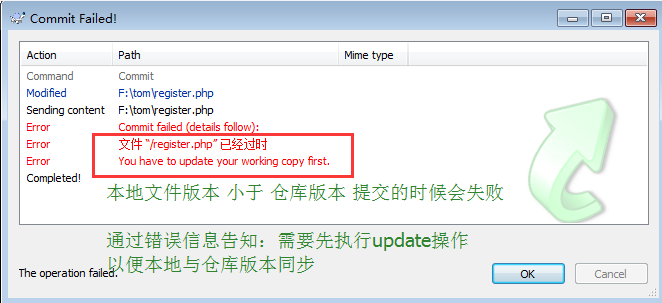 Commit Failed!
Action Path Mime type
Command Commit
Modified F:\tom\register.php
Sending content F:\tom\register.php
Error Commit failed (details follow):
Error 文件 “/register.php” 已经过时
Error You have to update your working copy first.
Completed!
本地文件版本 小于 仓库版本 提交的时候会失败
通过错误信息告知：需要先执行update操作
以便本地与仓库版本同步
The operation failed.
OK Cancel